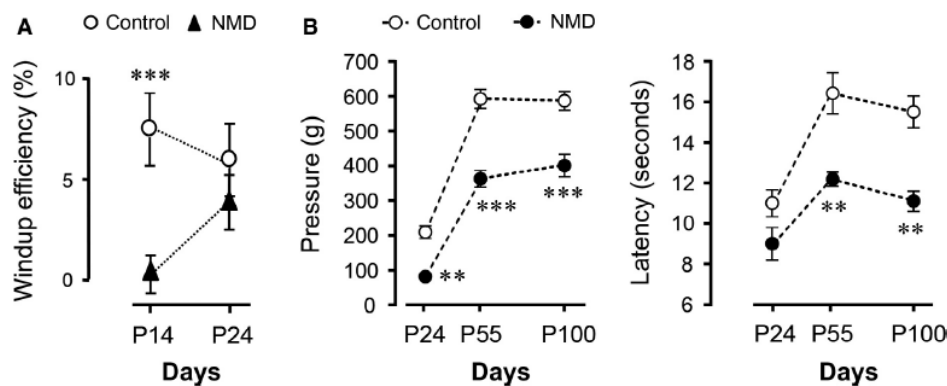 A
○ Control ▲ NMD
Windup efficiency (%)
10
5
0
***
P14 P24
Days
B
○ Control ● NMD
Pressure (g)
700
600
500
400
300
200
100
0
**
***
***
P24 P55 P100
Days
Latency (seconds)
18
16
14
12
10
8
6
**
**
P24 P55 P100
Days